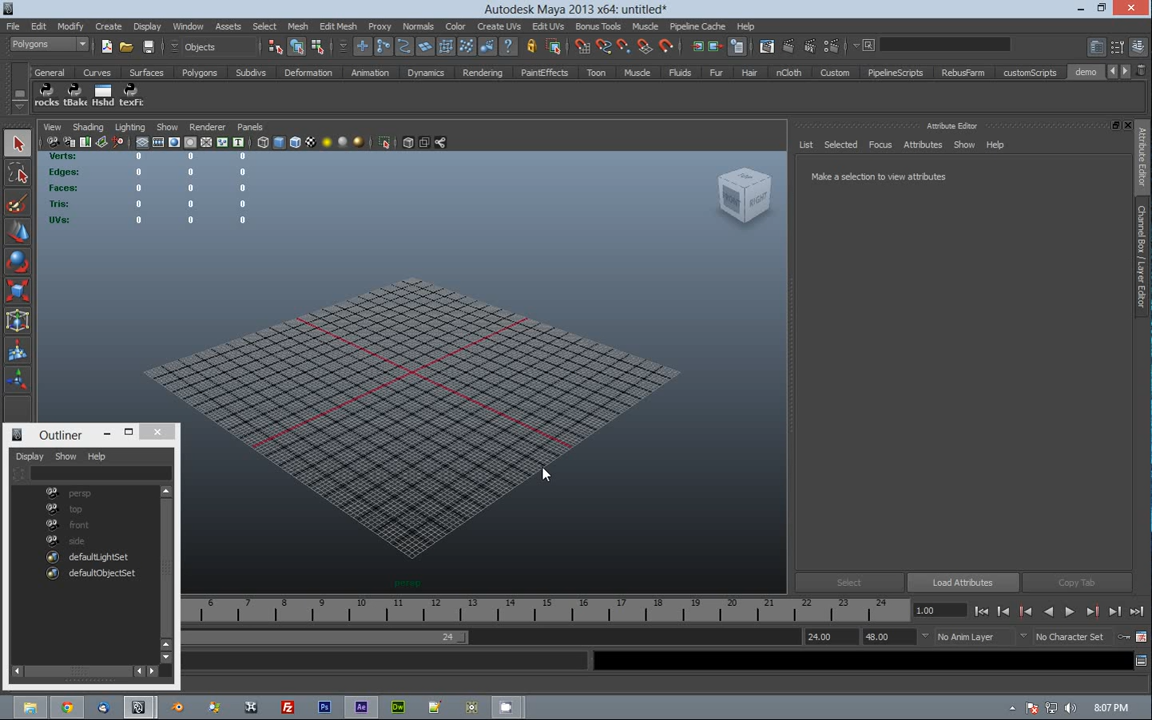 Autodesk Maya 2013 x64: untitled*
File Edit Modify Create Display Window Assets Select Mesh Edit Mesh Proxy Normals Color Create UVs Edit UVs Bonus Tools Muscle Pipeline Cache Help
Polygons Objects
General Curves Surfaces Polygons Subdivs Deformation Animation Dynamics Rendering PaintEffects Toon Muscle Fluids Fur Hair nCloth Custom PipelineScripts RebusFarm customScripts demo
rocks tBake Hshd texFi:
View Shading Lighting Show Renderer Panels
Attribute Editor
List Selected Focus Attributes Show Help
Make a selection to view attributes
Verts: 0 0 0
Edges: 0 0 0
Faces: 0 0 0
Tris: 0 0 0
UVs: 0 0 0
FRONT RIGHT
Attribute Editor
Channel Box / Layer Editor
Outliner
Display Show Help
persp
top
front
side
defaultLightSet
defaultObjectSet
persp
Select Load Attributes Copy Tab
6 7 8 9 10 11 12 13 14 15 16 17 18 19 20 21 22 23 24 1.00
24 24.00 48.00 No Anim Layer No Character Set
Ps Ae Dw 8:07 PM